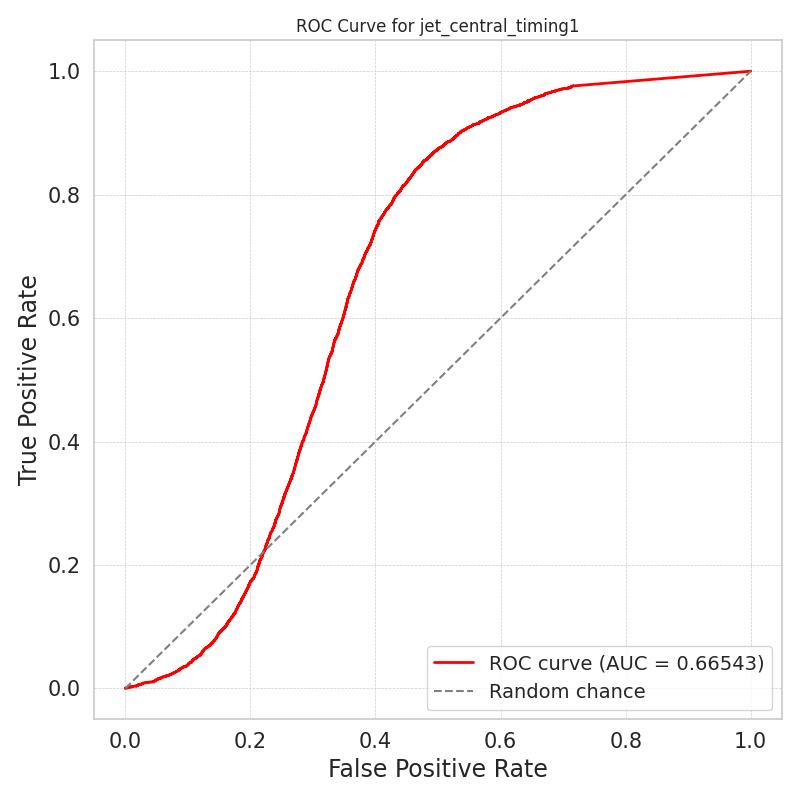 ROC Curve for jet_central_timing1
1.0
0.8
0.6
0.4
0.2
0.0
True Positive Rate
ROC curve (AUC = 0.66543)
Random chance
0.0 0.2 0.4 0.6 0.8 1.0
False Positive Rate